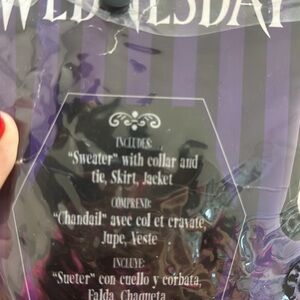 WEDNESDAY
INCLUDES:
"Sweater" with collar and
tie, Skirt, Jacket
COMPREND:
"Chandail" avec col et cravate,
Jupe, Veste
INCLUYE:
"Sueter" con cuello y corbata,
Falda, Chaqueta